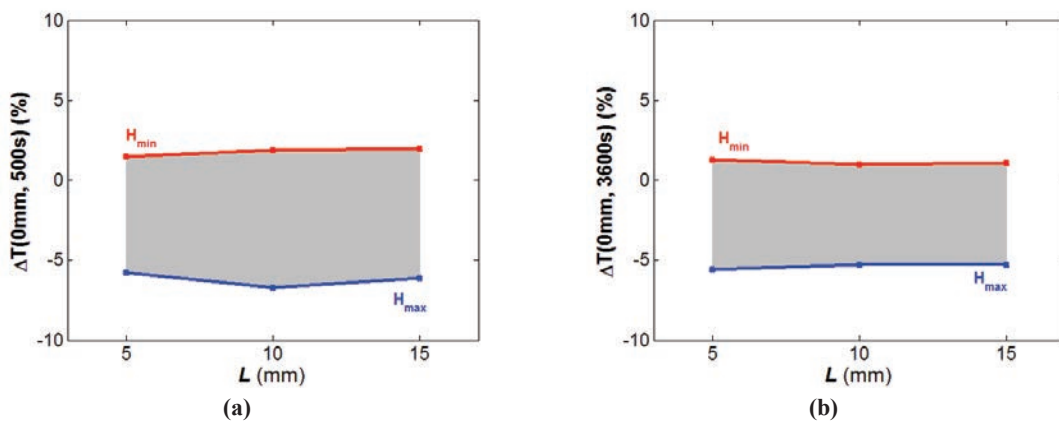 10
5
0
-5
-10
ΔT(0mm, 500s) (%)
H_min
H_max
5 10 15
L (mm)
(a)
10
5
0
-5
-10
ΔT(0mm, 3600s) (%)
H_min
H_max
5 10 15
L (mm)
(b)